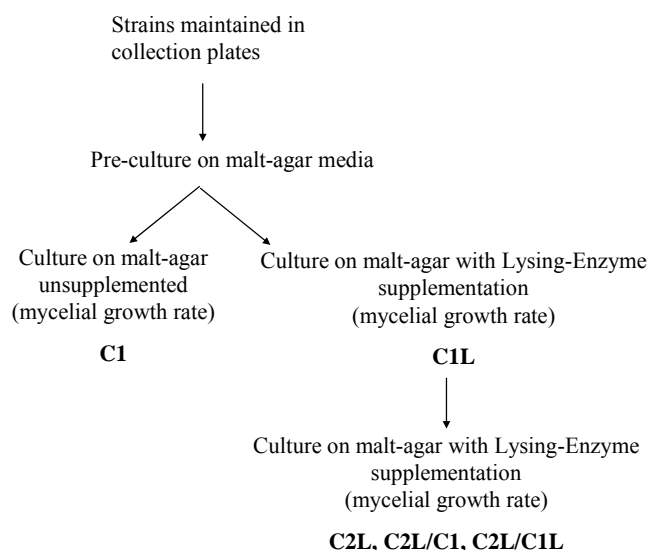 Strains maintained in
collection plates
Pre-culture on malt-agar media
Culture on malt-agar
unsupplemented
(mycelial growth rate)
C1
Culture on malt-agar with Lysing-Enzyme
supplementation
(mycelial growth rate)
C1L
Culture on malt-agar with Lysing-Enzyme
supplementation
(mycelial growth rate)
C2L, C2L/C1, C2L/C1L